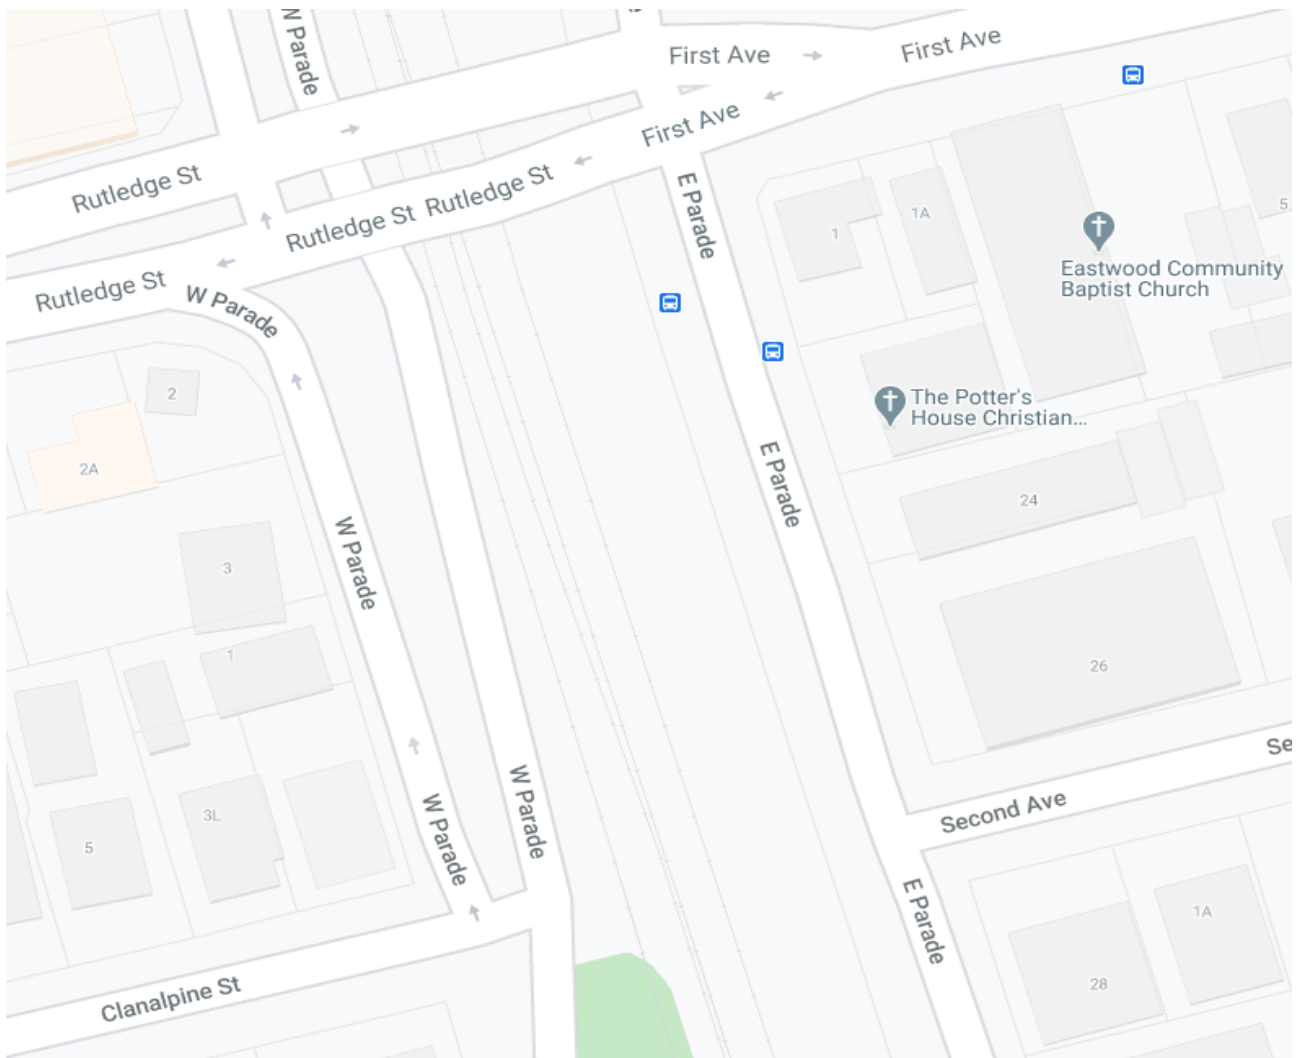 W Parade
First Ave
First Ave
First Ave
Rutledge St
Rutledge St
Rutledge St
E Parade
1
1A
5
Eastwood Community
Baptist Church
Rutledge St
W Parade
2
2A
The Potter's
House Christian...
E Parade
24
W Parade
3
1
26
Se
W Parade
W Parade
Second Ave
3L
5
E Parade
1A
28
Clanalpine St